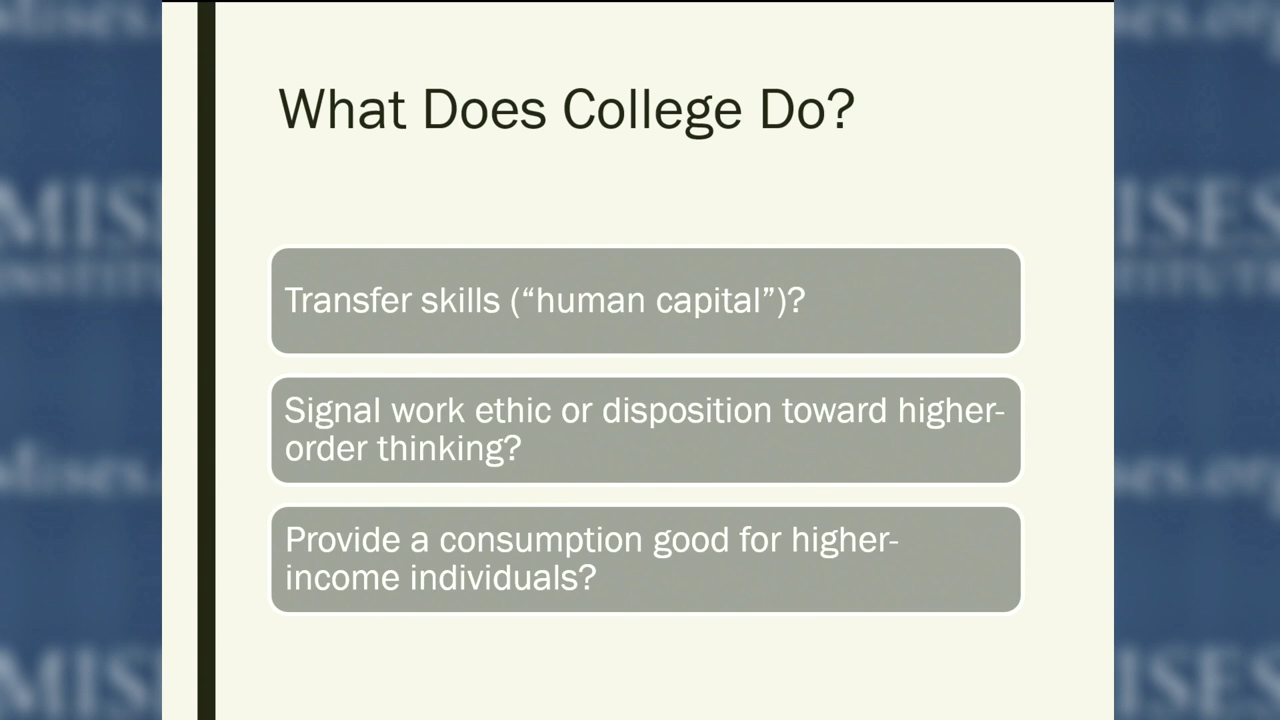 What Does College Do?
Transfer skills (“human capital”)?
Signal work ethic or disposition toward higher-
order thinking?
Provide a consumption good for higher-
income individuals?